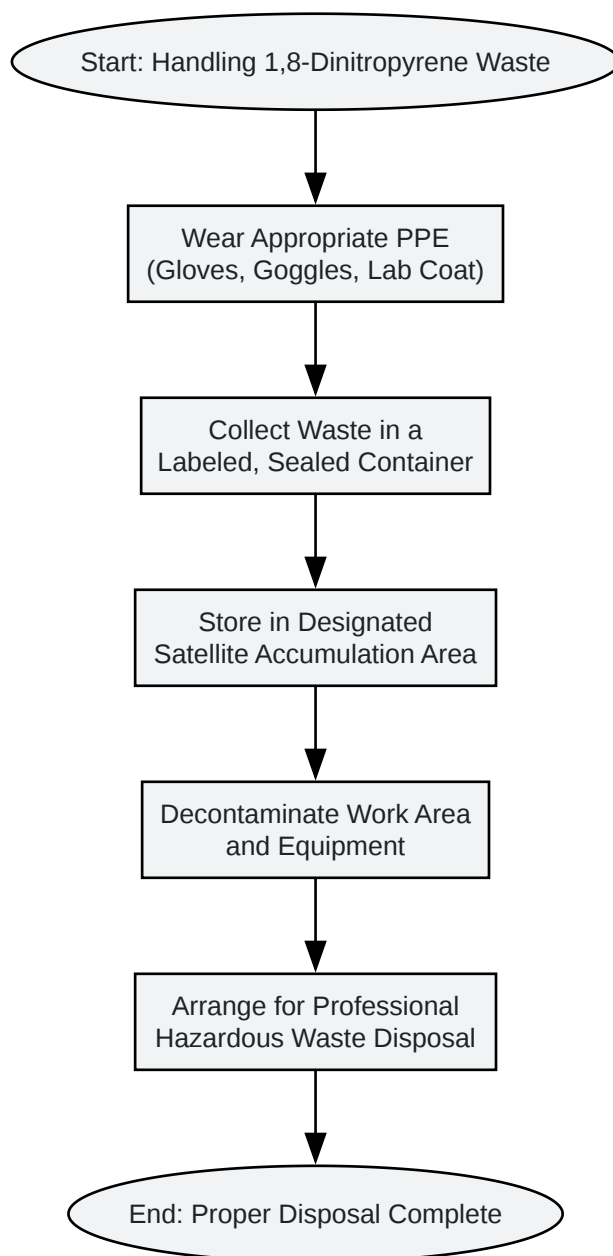 Start: Handling 1,8-Dinitropyrene Waste
Wear Appropriate PPE
(Gloves, Goggles, Lab Coat)
Collect Waste in a
Labeled, Sealed Container
Store in Designated
Satellite Accumulation Area
Decontaminate Work Area
and Equipment
Arrange for Professional
Hazardous Waste Disposal
End: Proper Disposal Complete